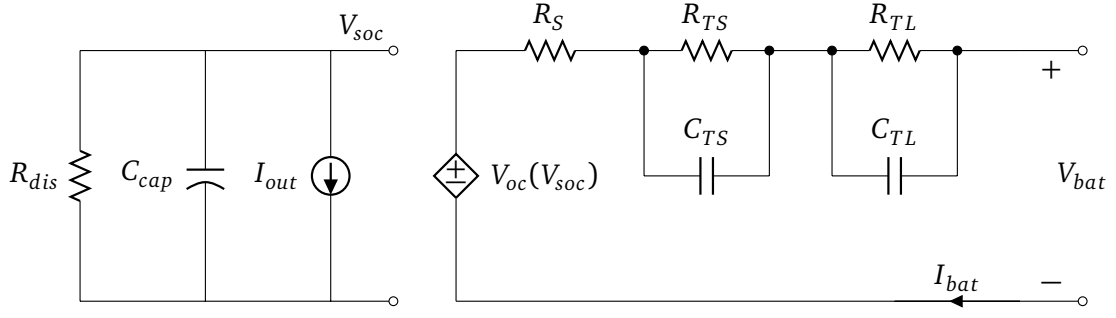 V_soc
R_S
R_TS
R_TL
+
C_TS
C_TL
R_dis
C_cap
I_out
+
−
V_oc(V_soc)
V_bat
I_bat
−